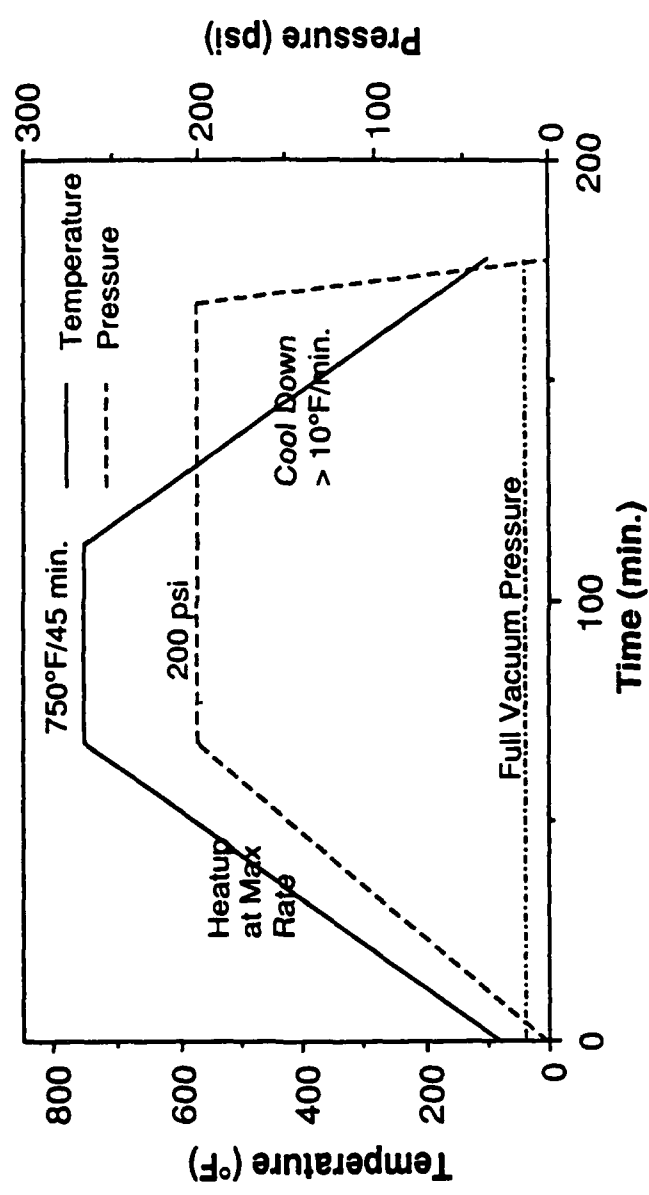 750°F/45 min.
Temperature
Pressure
200 psi
Heatup
at Max
Rate
Cool Down
> 10°F/min.
Full Vacuum Pressure
Temperature (°F)
800
600
400
200
0
Pressure (psi)
300
200
100
0
0
100
200
Time (min.)